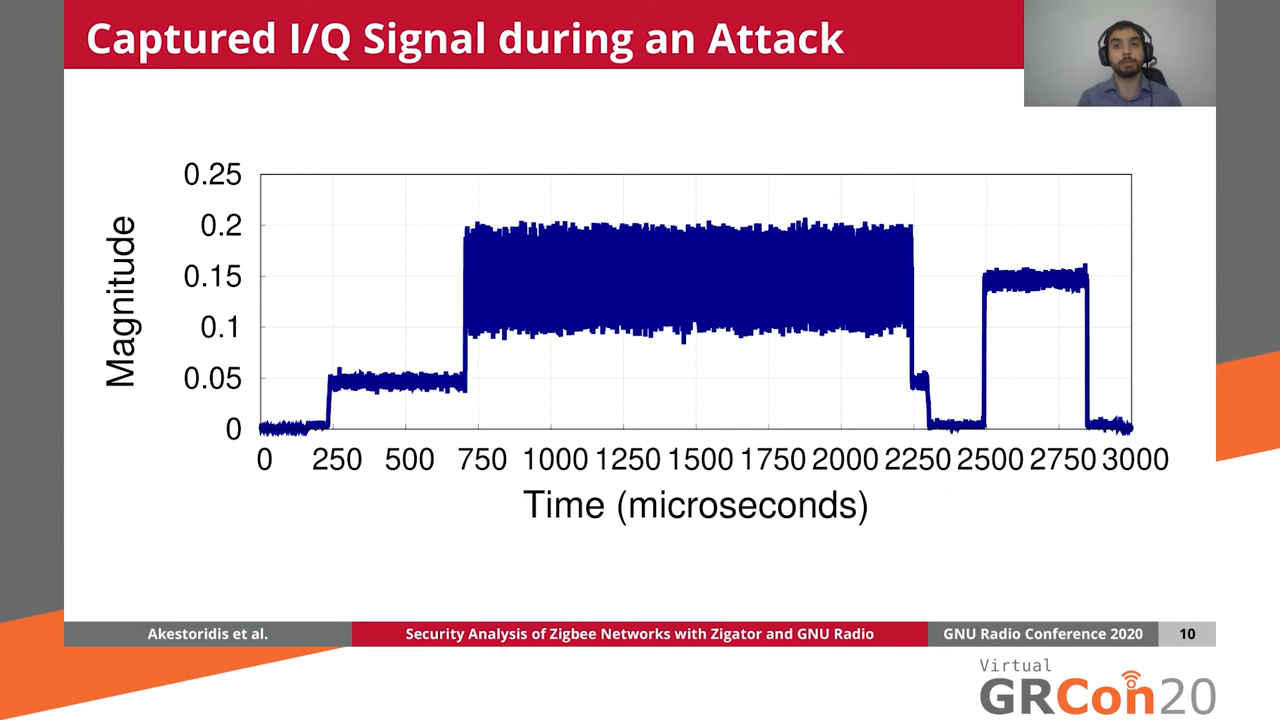 Captured I/Q Signal during an Attack
0.25
0.2
0.15
0.1
0.05
0
Magnitude
0 250 500 750 1000 1250 1500 1750 2000 2250 2500 2750 3000
Time (microseconds)
Akestoridis et al. Security Analysis of Zigbee Networks with Zigator and GNU Radio GNU Radio Conference 2020 10
Virtual
GRCon20